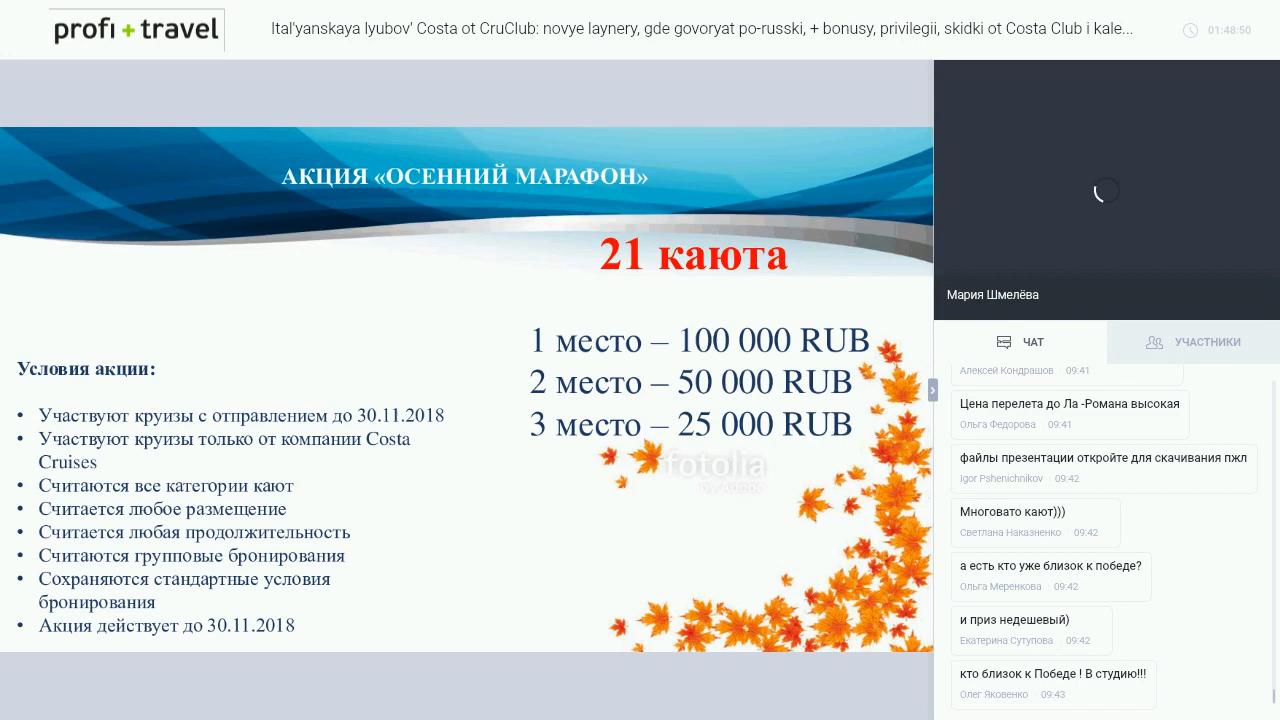 profi + travel
Ital'yanskaya lyubov' Costa ot CruClub: novye laynery, gde govoryat po-russki, + bonusy, privilegii, skidki ot Costa Club i kale...
01:48:50
АКЦИЯ «ОСЕННИЙ МАРАФОН»
21 каюта
1 место – 100 000 RUB
2 место – 50 000 RUB
3 место – 25 000 RUB
fotolia
by Adobe
Условия акции:
• Участвуют круизы с отправлением до 30.11.2018
• Участвуют круизы только от компании Costa
Cruises
• Считаются все категории кают
• Считается любое размещение
• Считается любая продолжительность
• Считаются групповые бронирования
• Сохраняются стандартные условия
бронирования
• Акция действует до 30.11.2018
Мария Шмелёва
ЧАТ
УЧАСТНИКИ
Алексей Кондрашов 09:41
Цена перелета до Ла -Романа высокая
Ольга Федорова 09:41
файлы презентации откройте для скачивания пжл
Igor Pshenichnikov 09:42
Многовато кают)))
Светлана Наказненко 09:42
а есть кто уже близок к победе?
Ольга Меренкова 09:42
и приз недешевый)
Екатерина Сутупова 09:42
кто близок к Победе ! В студию!!!
Олег Яковенко 09:43